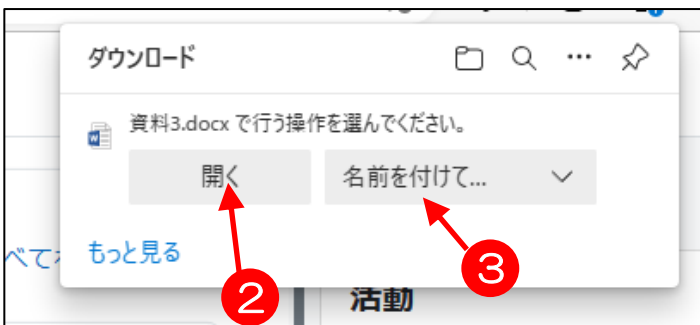 ダウンロード
資料3.docx で行う操作を選んでください。
開く 名前を付けて...
もっと見る
べて
2 3
活動